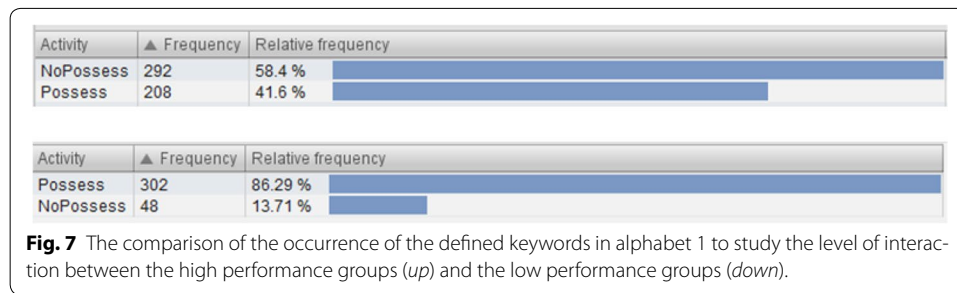 Activity ▲ Frequency Relative frequency
NoPossess 292 58.4 %
Possess 208 41.6 %
Activity ▲ Frequency Relative frequency
Possess 302 86.29 %
NoPossess 48 13.71 %
Fig. 7 The comparison of the occurrence of the defined keywords in alphabet 1 to study the level of interac-
tion between the high performance groups (up) and the low performance groups (down).